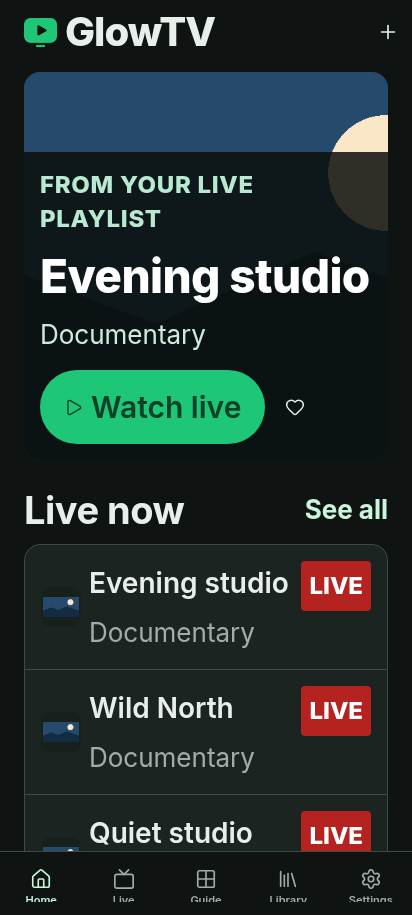 GlowTV
FROM YOUR LIVE
PLAYLIST
Evening studio
Documentary
Watch live
Live now
See all
Evening studio
LIVE
Documentary
Wild North
LIVE
Documentary
Quiet studio
LIVE
Home
Live
Guide
Library
Settings